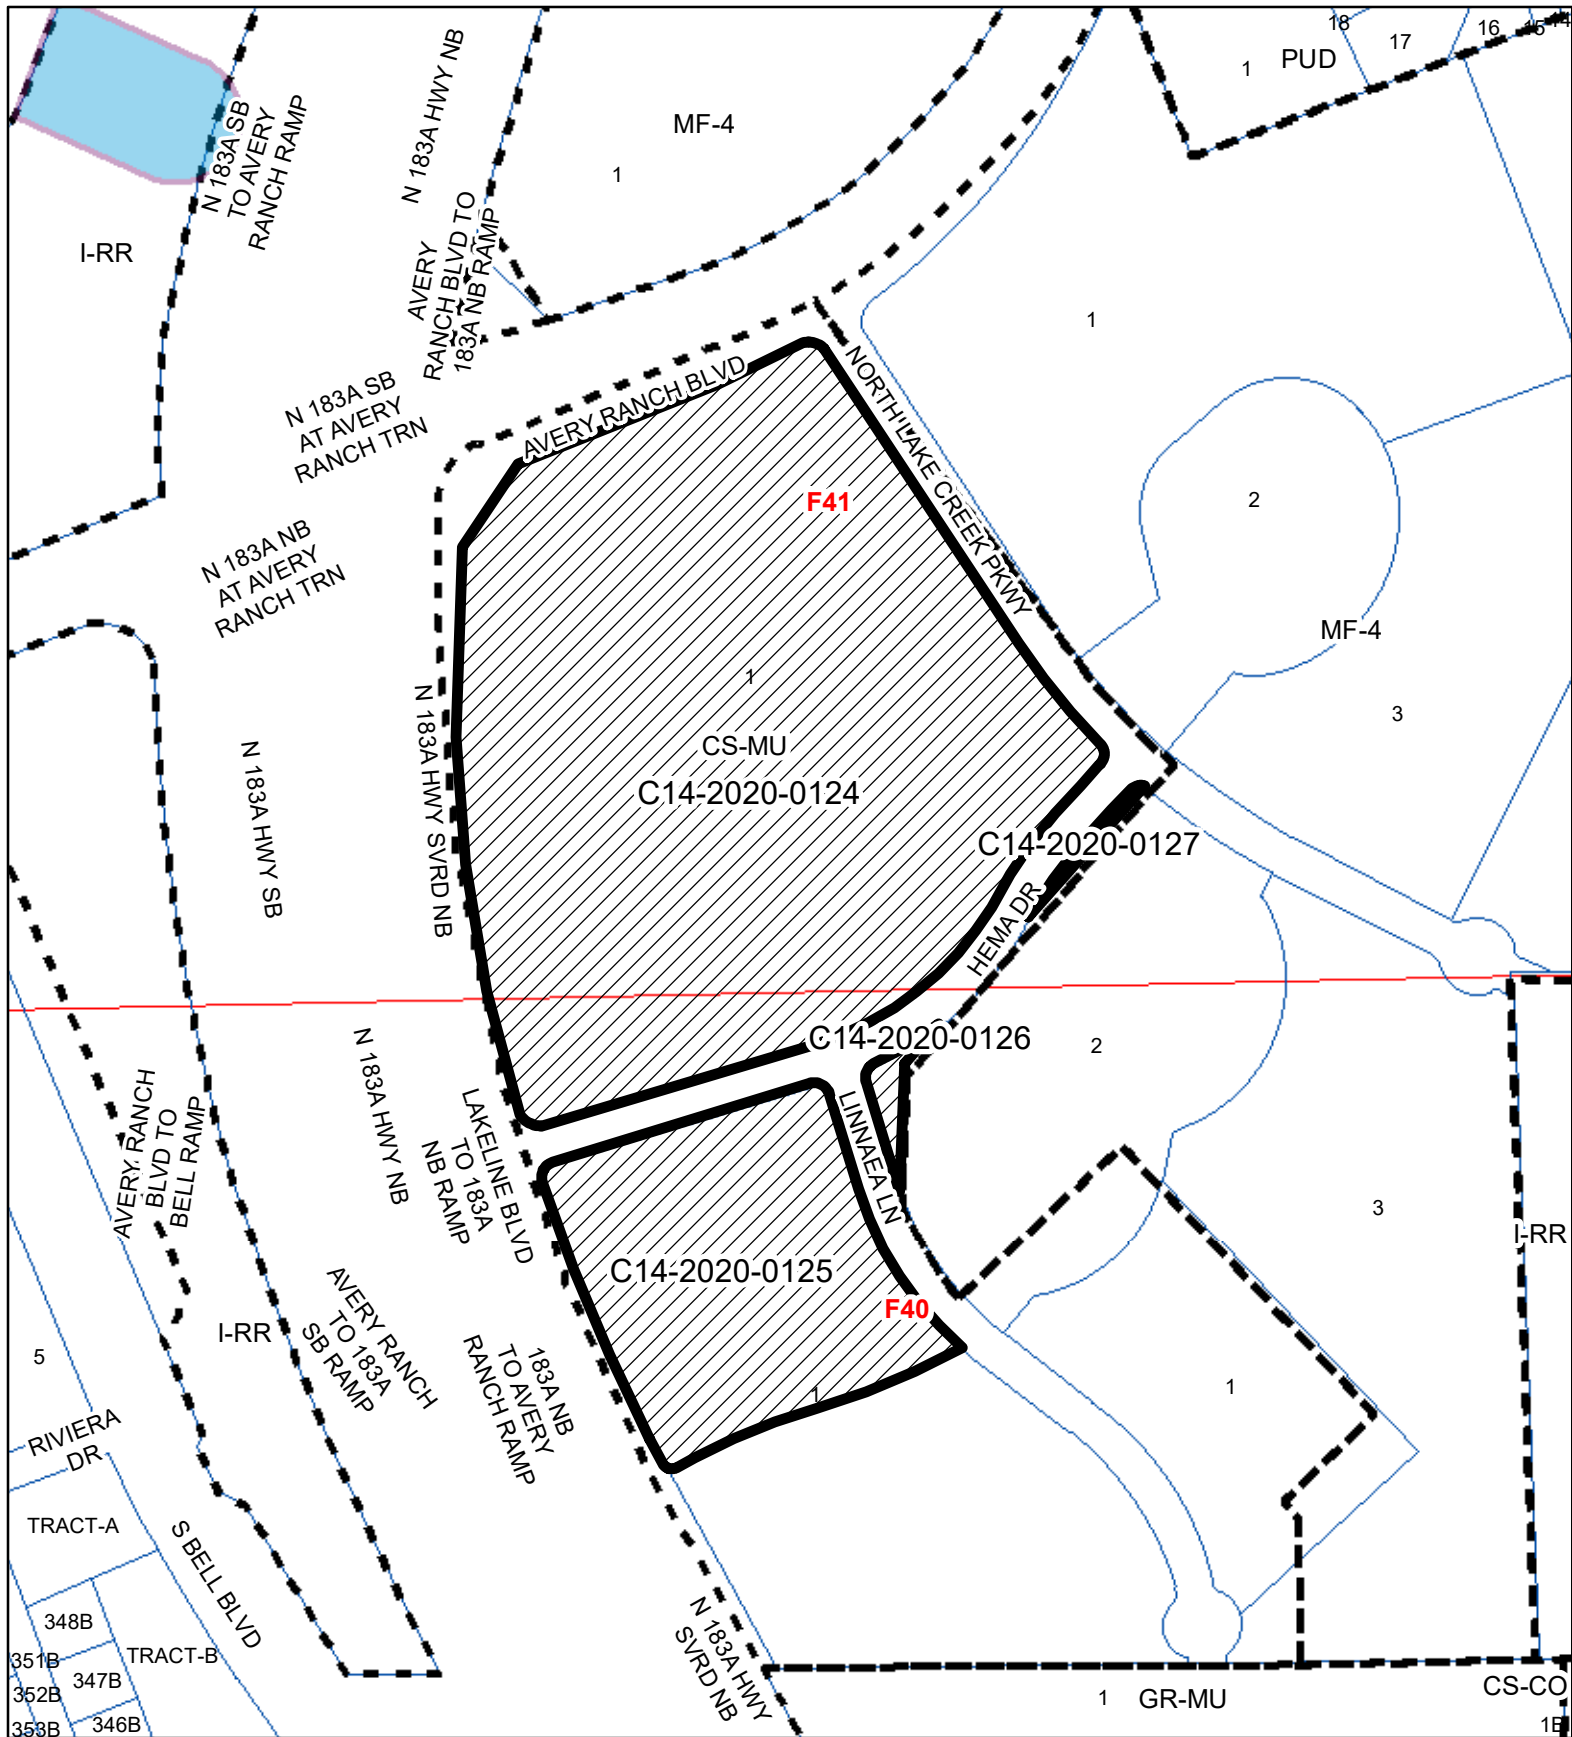 18
17
16
15
14
1
PUD
N 183A HWY NB
MF-4
1
N 183A SB
TO AVERY
RANCH RAMP
I-RR
AVERY
RANCH BLVD TO
183A NB RAMP
1
N 183A SB
AT AVERY
RANCH TRN
AVERY RANCH BLVD
NORTH LAKE CREEK PKWY
F41
2
N 183A NB
AT AVERY
RANCH TRN
MF-4
1
3
N 183A HWY SVRD NB
CS-MU
C14-2020-0124
N 183A HWY SB
C14-2020-0127
HEMA DR
C14-2020-0126
2
N 183A HWY NB
AVERY RANCH
BLVD TO
BELL RAMP
LAKELINE BLVD
TO 183A
NB RAMP
LINNAEA LN
3
I-RR
C14-2020-0125
F40
I-RR
AVERY RANCH
TO 183A
SB RAMP
183A NB
TO AVERY
RANCH RAMP
5
1
1
RIVIERA
DR
TRACT-A
S BELL BLVD
348B
351B
TRACT-B
347B
352B
346B
353B
N 183A HWY
SVRD NB
1
GR-MU
CS-CO